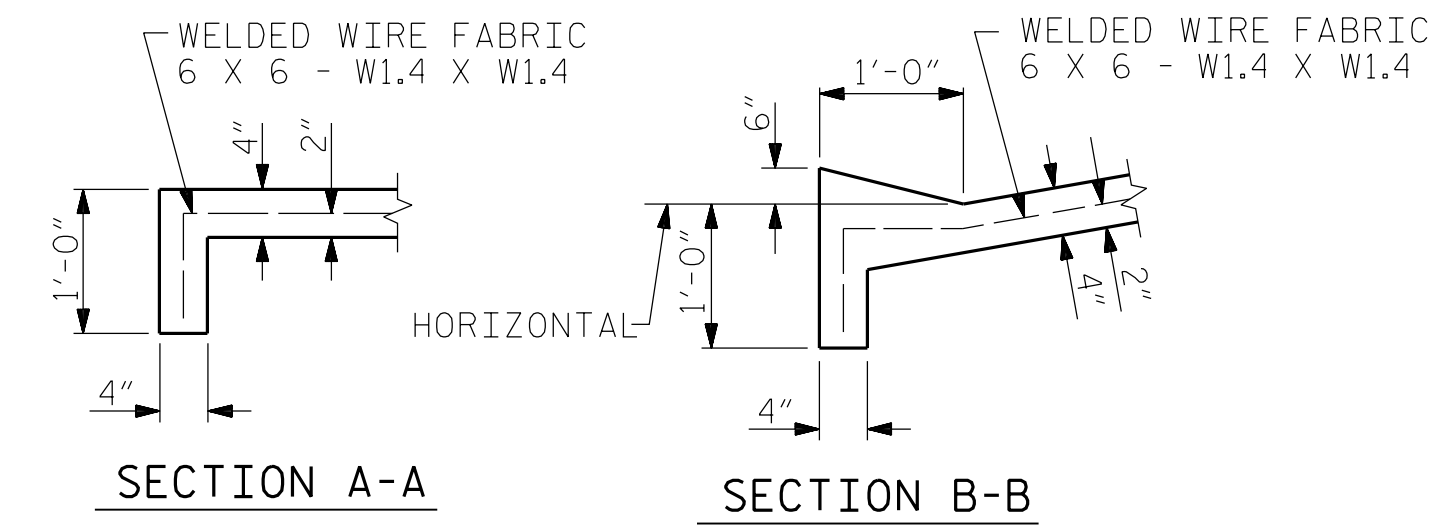 WELDED WIRE FABRIC
6 X 6 - W1.4 X W1.4
4"
2"
1'-0"
4"
SECTION A-A
WELDED WIRE FABRIC
6 X 6 - W1.4 X W1.4
1'-0"
6"
1'-0"
HORIZONTAL
4"
2"
4"
SECTION B-B